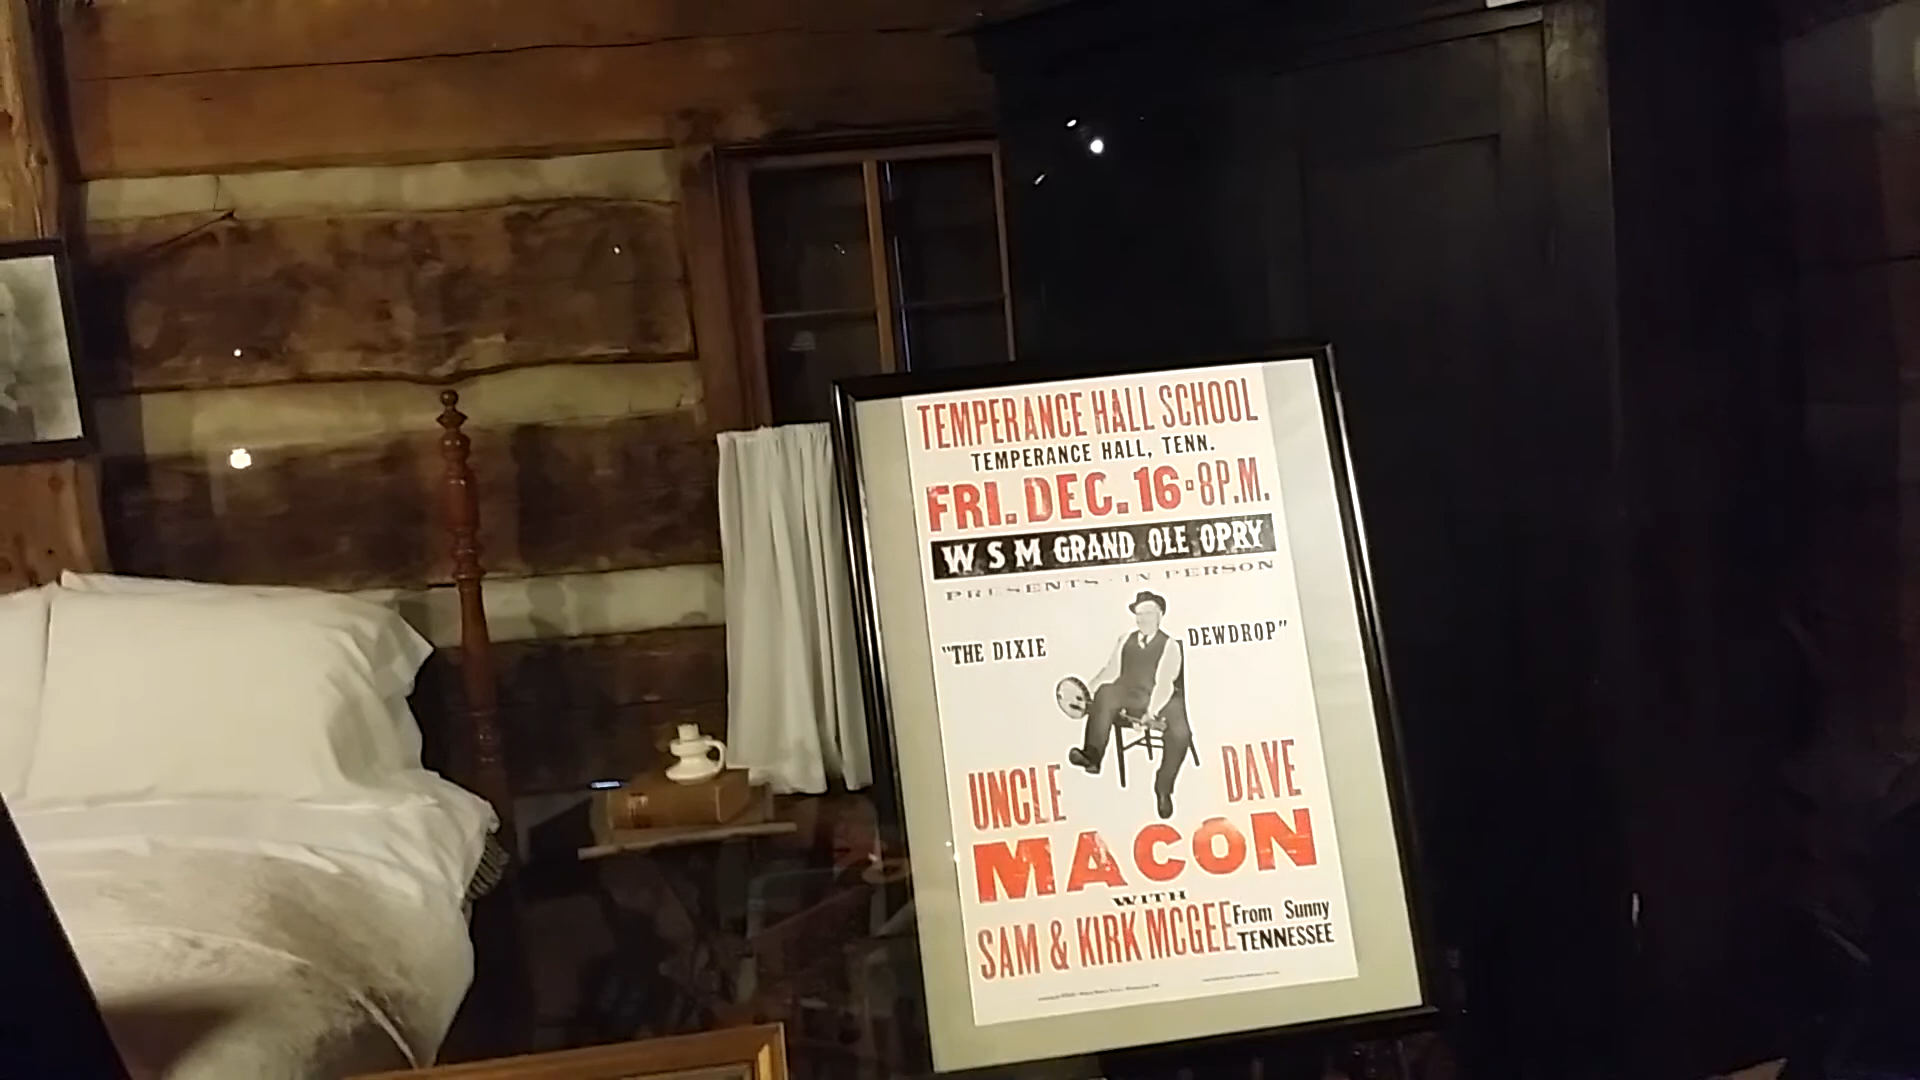 TEMPERANCE HALL SCHOOL
TEMPERANCE HALL, TENN.
FRI. DEC. 16 · 8 P.M.
W S M GRAND OLE OPRY
PRESENTS - IN PERSON
"THE DIXIE DEWDROP"
UNCLE DAVE
MACON
WITH
SAM & KIRK MCGEE From Sunny
TENNESSEE